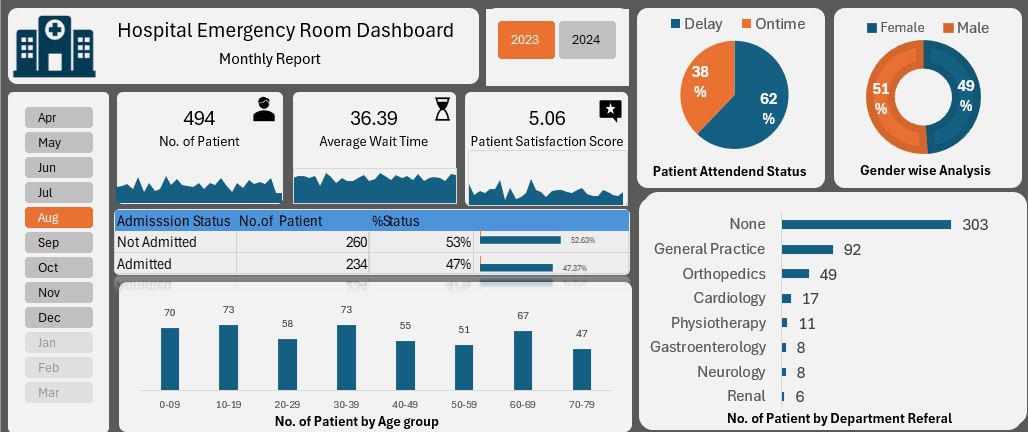 Hospital Emergency Room Dashboard
Monthly Report
2023
2024
Apr
May
Jun
Jul
Aug
Sep
Oct
Nov
Dec
Jan
Feb
Mar
494
No. of Patient
36.39
Average Wait Time
5.06
Patient Satisfaction Score
Admisssion Status No.of Patient %Status
Not Admitted 260 53% 52.63%
Admitted 234 47% 47.37%
70 73 58 73 55 51 67 47
0-09 10-19 20-29 30-39 40-49 50-59 60-69 70-79
No. of Patient by Age group
Delay Ontime
38
%
62
%
Patient Attendend Status
Female Male
51
%
49
%
Gender wise Analysis
None 303
General Practice 92
Orthopedics 49
Cardiology 17
Physiotherapy 11
Gastroenterology 8
Neurology 8
Renal 6
No. of Patient by Department Referal